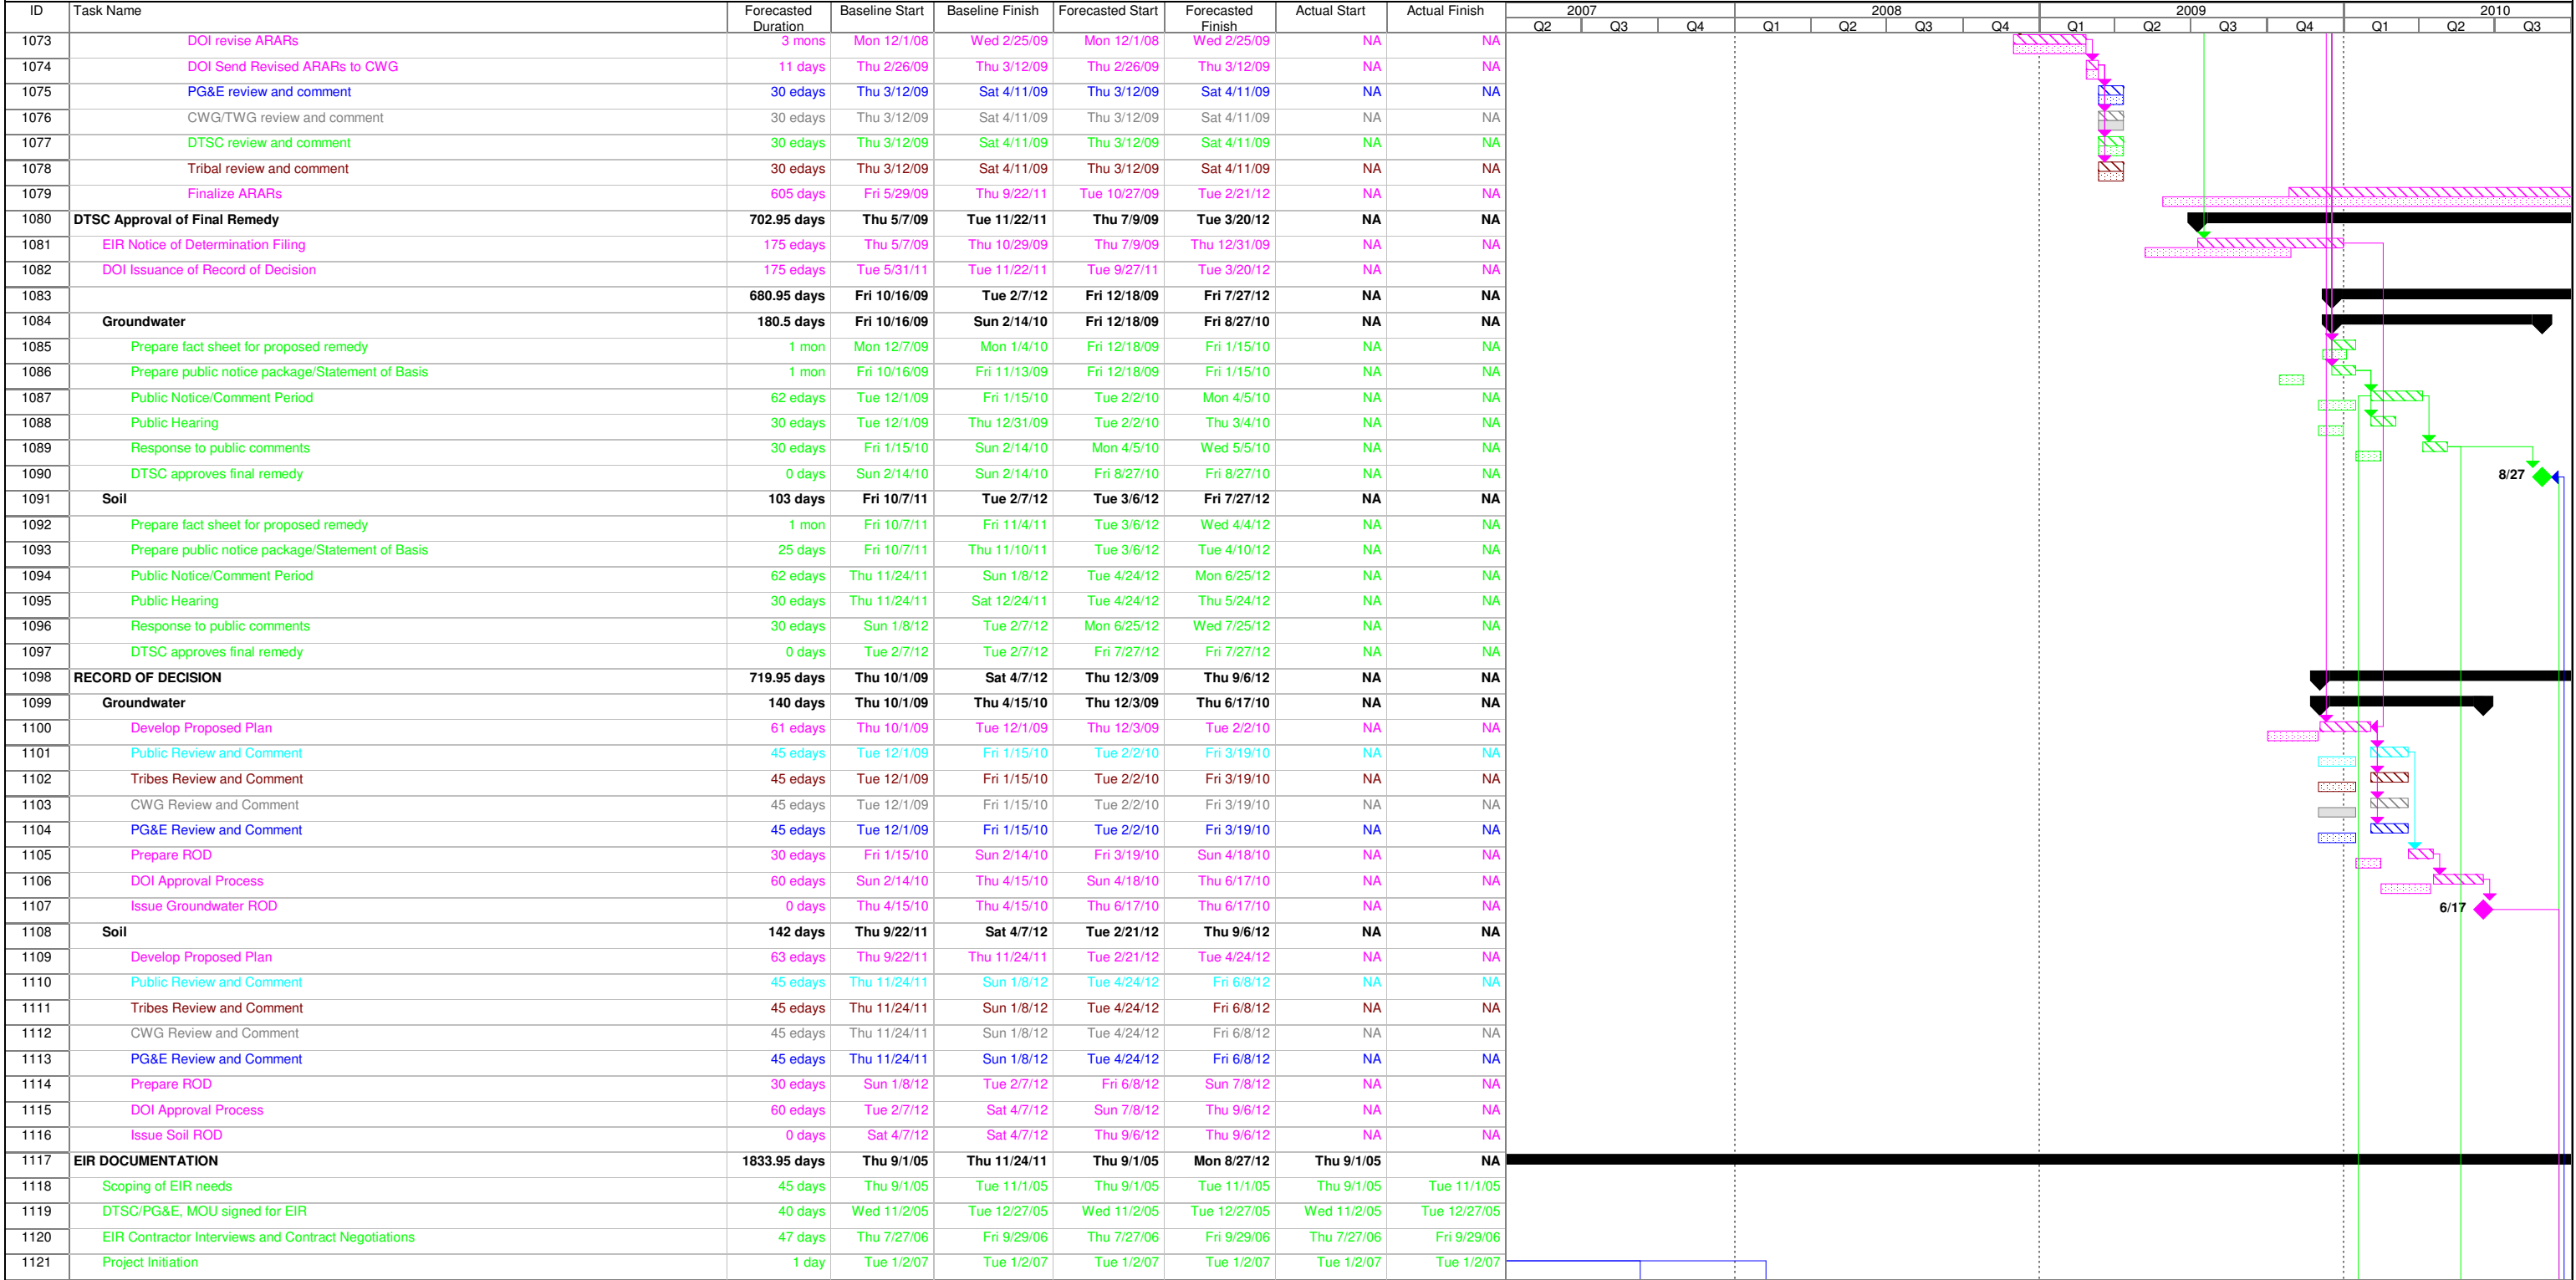 ID Task Name Forecasted Duration Baseline Start Baseline Finish Forecasted Start Forecasted Finish Actual Start Actual Finish
2007 2008 2009 2010
Q2 Q3 Q4 Q1 Q2 Q3 Q4 Q1 Q2 Q3 Q4 Q1 Q2 Q3
1073 DOI revise ARARs 3 mons Mon 12/1/08 Wed 2/25/09 Mon 12/1/08 Wed 2/25/09 NA NA
1074 DOI Send Revised ARARs to CWG 11 days Thu 2/26/09 Thu 3/12/09 Thu 2/26/09 Thu 3/12/09 NA NA
1075 PG&E review and comment 30 edays Thu 3/12/09 Sat 4/11/09 Thu 3/12/09 Sat 4/11/09 NA NA
1076 CWG/TWG review and comment 30 edays Thu 3/12/09 Sat 4/11/09 Thu 3/12/09 Sat 4/11/09 NA NA
1077 DTSC review and comment 30 edays Thu 3/12/09 Sat 4/11/09 Thu 3/12/09 Sat 4/11/09 NA NA
1078 Tribal review and comment 30 edays Thu 3/12/09 Sat 4/11/09 Thu 3/12/09 Sat 4/11/09 NA NA
1079 Finalize ARARs 605 days Fri 5/29/09 Thu 9/22/11 Tue 10/27/09 Tue 2/21/12 NA NA
1080 DTSC Approval of Final Remedy 702.95 days Thu 5/7/09 Tue 11/22/11 Thu 7/9/09 Tue 3/20/12 NA NA
1081 EIR Notice of Determination Filing 175 edays Thu 5/7/09 Thu 10/29/09 Thu 7/9/09 Thu 12/31/09 NA NA
1082 DOI Issuance of Record of Decision 175 edays Tue 5/31/11 Tue 11/22/11 Tue 9/27/11 Tue 3/20/12 NA NA
1083 680.95 days Fri 10/16/09 Tue 2/7/12 Fri 12/18/09 Fri 7/27/12 NA NA
1084 Groundwater 180.5 days Fri 10/16/09 Sun 2/14/10 Fri 12/18/09 Fri 8/27/10 NA NA
1085 Prepare fact sheet for proposed remedy 1 mon Mon 12/7/09 Mon 1/4/10 Fri 12/18/09 Fri 1/15/10 NA NA
1086 Prepare public notice package/Statement of Basis 1 mon Fri 10/16/09 Fri 11/13/09 Fri 12/18/09 Fri 1/15/10 NA NA
1087 Public Notice/Comment Period 62 edays Tue 12/1/09 Fri 1/15/10 Tue 2/2/10 Mon 4/5/10 NA NA
1088 Public Hearing 30 edays Tue 12/1/09 Thu 12/31/09 Tue 2/2/10 Thu 3/4/10 NA NA
1089 Response to public comments 30 edays Fri 1/15/10 Sun 2/14/10 Mon 4/5/10 Wed 5/5/10 NA NA
1090 DTSC approves final remedy 0 days Sun 2/14/10 Sun 2/14/10 Fri 8/27/10 Fri 8/27/10 NA NA 8/27
1091 Soil 103 days Fri 10/7/11 Tue 2/7/12 Tue 3/6/12 Fri 7/27/12 NA NA
1092 Prepare fact sheet for proposed remedy 1 mon Fri 10/7/11 Fri 11/4/11 Tue 3/6/12 Wed 4/4/12 NA NA
1093 Prepare public notice package/Statement of Basis 25 days Fri 10/7/11 Thu 11/10/11 Tue 3/6/12 Tue 4/10/12 NA NA
1094 Public Notice/Comment Period 62 edays Thu 11/24/11 Sun 1/8/12 Tue 4/24/12 Mon 6/25/12 NA NA
1095 Public Hearing 30 edays Thu 11/24/11 Sat 12/24/11 Tue 4/24/12 Thu 5/24/12 NA NA
1096 Response to public comments 30 edays Sun 1/8/12 Tue 2/7/12 Mon 6/25/12 Wed 7/25/12 NA NA
1097 DTSC approves final remedy 0 days Tue 2/7/12 Tue 2/7/12 Fri 7/27/12 Fri 7/27/12 NA NA
1098 RECORD OF DECISION 719.95 days Thu 10/1/09 Sat 4/7/12 Thu 12/3/09 Thu 9/6/12 NA NA
1099 Groundwater 140 days Thu 10/1/09 Thu 4/15/10 Thu 12/3/09 Thu 6/17/10 NA NA
1100 Develop Proposed Plan 61 edays Thu 10/1/09 Tue 12/1/09 Thu 12/3/09 Tue 2/2/10 NA NA
1101 Public Review and Comment 45 edays Tue 12/1/09 Fri 1/15/10 Tue 2/2/10 Fri 3/19/10 NA NA
1102 Tribes Review and Comment 45 edays Tue 12/1/09 Fri 1/15/10 Tue 2/2/10 Fri 3/19/10 NA NA
1103 CWG Review and Comment 45 edays Tue 12/1/09 Fri 1/15/10 Tue 2/2/10 Fri 3/19/10 NA NA
1104 PG&E Review and Comment 45 edays Tue 12/1/09 Fri 1/15/10 Tue 2/2/10 Fri 3/19/10 NA NA
1105 Prepare ROD 30 edays Fri 1/15/10 Sun 2/14/10 Fri 3/19/10 Sun 4/18/10 NA NA
1106 DOI Approval Process 60 edays Sun 2/14/10 Thu 4/15/10 Sun 4/18/10 Thu 6/17/10 NA NA
1107 Issue Groundwater ROD 0 days Thu 4/15/10 Thu 4/15/10 Thu 6/17/10 Thu 6/17/10 NA NA 6/17
1108 Soil 142 days Thu 9/22/11 Sat 4/7/12 Tue 2/21/12 Thu 9/6/12 NA NA
1109 Develop Proposed Plan 63 edays Thu 9/22/11 Thu 11/24/11 Tue 2/21/12 Tue 4/24/12 NA NA
1110 Public Review and Comment 45 edays Thu 11/24/11 Sun 1/8/12 Tue 4/24/12 Fri 6/8/12 NA NA
1111 Tribes Review and Comment 45 edays Thu 11/24/11 Sun 1/8/12 Tue 4/24/12 Fri 6/8/12 NA NA
1112 CWG Review and Comment 45 edays Thu 11/24/11 Sun 1/8/12 Tue 4/24/12 Fri 6/8/12 NA NA
1113 PG&E Review and Comment 45 edays Thu 11/24/11 Sun 1/8/12 Tue 4/24/12 Fri 6/8/12 NA NA
1114 Prepare ROD 30 edays Sun 1/8/12 Tue 2/7/12 Fri 6/8/12 Sun 7/8/12 NA NA
1115 DOI Approval Process 60 edays Tue 2/7/12 Sat 4/7/12 Sun 7/8/12 Thu 9/6/12 NA NA
1116 Issue Soil ROD 0 days Sat 4/7/12 Sat 4/7/12 Thu 9/6/12 Thu 9/6/12 NA NA
1117 EIR DOCUMENTATION 1833.95 days Thu 9/1/05 Thu 11/24/11 Thu 9/1/05 Mon 8/27/12 Thu 9/1/05 NA
1118 Scoping of EIR needs 45 days Thu 9/1/05 Tue 11/1/05 Thu 9/1/05 Tue 11/1/05 Thu 9/1/05 Tue 11/1/05
1119 DTSC/PG&E, MOU signed for EIR 40 days Wed 11/2/05 Tue 12/27/05 Wed 11/2/05 Tue 12/27/05 Wed 11/2/05 Tue 12/27/05
1120 EIR Contractor Interviews and Contract Negotiations 47 days Thu 7/27/06 Fri 9/29/06 Thu 7/27/06 Fri 9/29/06 Thu 7/27/06 Fri 9/29/06
1121 Project Initiation 1 day Tue 1/2/07 Tue 1/2/07 Tue 1/2/07 Tue 1/2/07 Tue 1/2/07 Tue 1/2/07